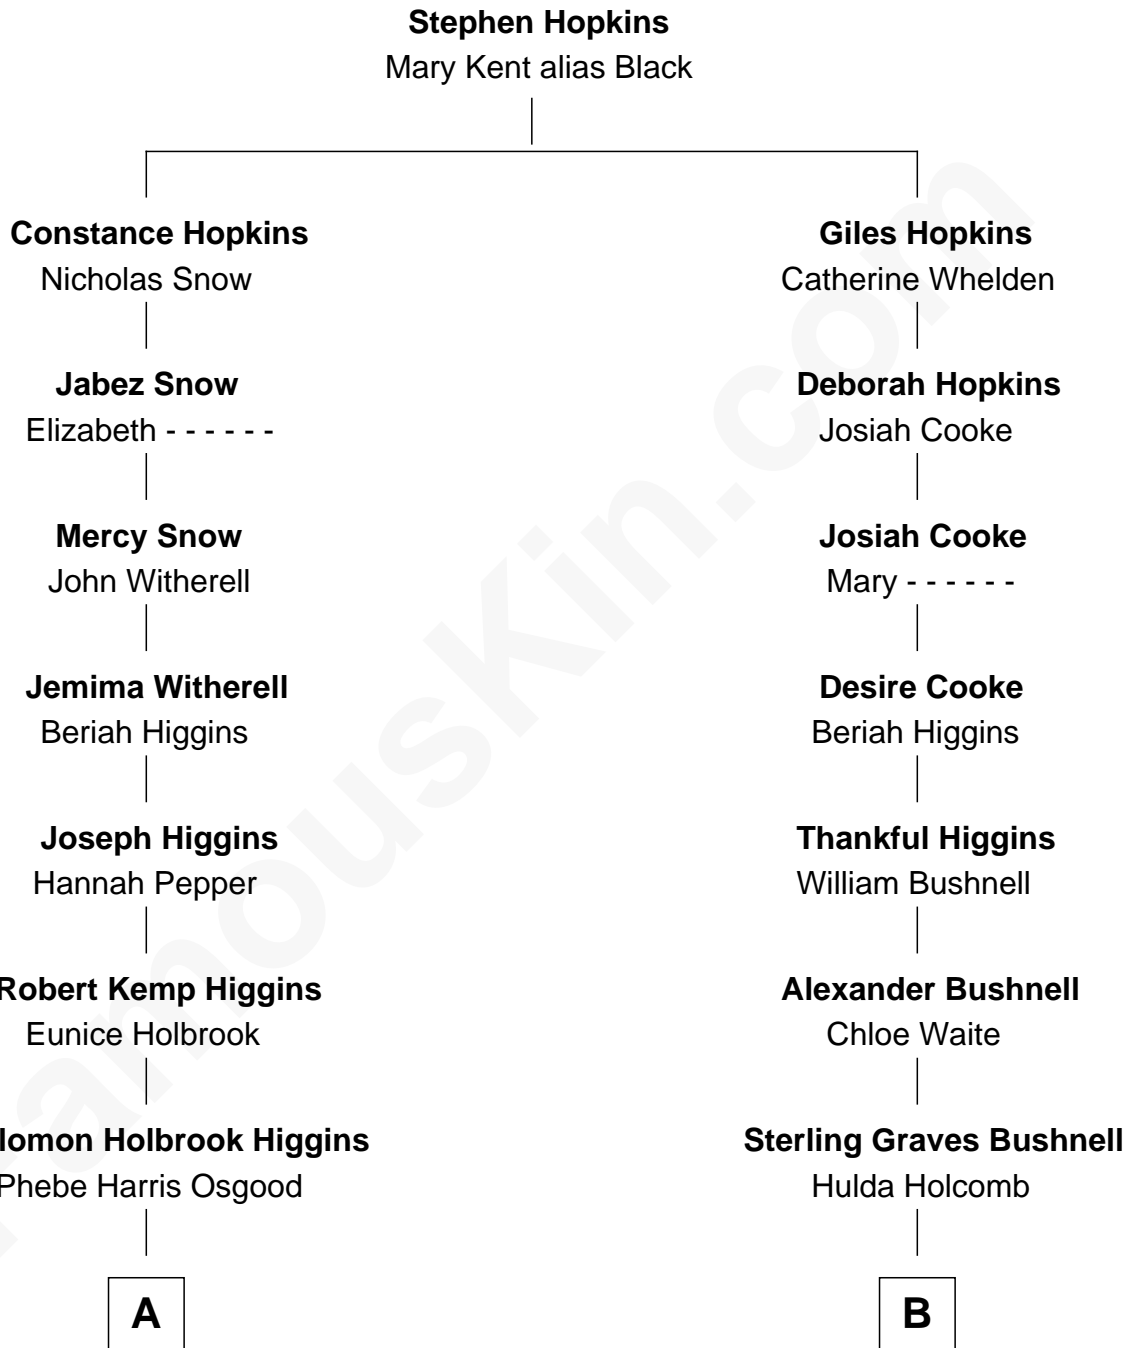 Stephen Hopkins
Mary Kent alias Black
Constance Hopkins
Nicholas Snow
Jabez Snow
Elizabeth - - - - - -
Mercy Snow
John Witherell
Jemima Witherell
Beriah Higgins
Joseph Higgins
Hannah Pepper
Robert Kemp Higgins
Eunice Holbrook
lomon Holbrook Higgins
Phebe Harris Osgood
A
Giles Hopkins
Catherine Whelden
Deborah Hopkins
Josiah Cooke
Josiah Cooke
Mary - - - - - -
Desire Cooke
Beriah Higgins
Thankful Higgins
William Bushnell
Alexander Bushnell
Chloe Waite
Sterling Graves Bushnell
Hulda Holcomb
B
FamousKin.com